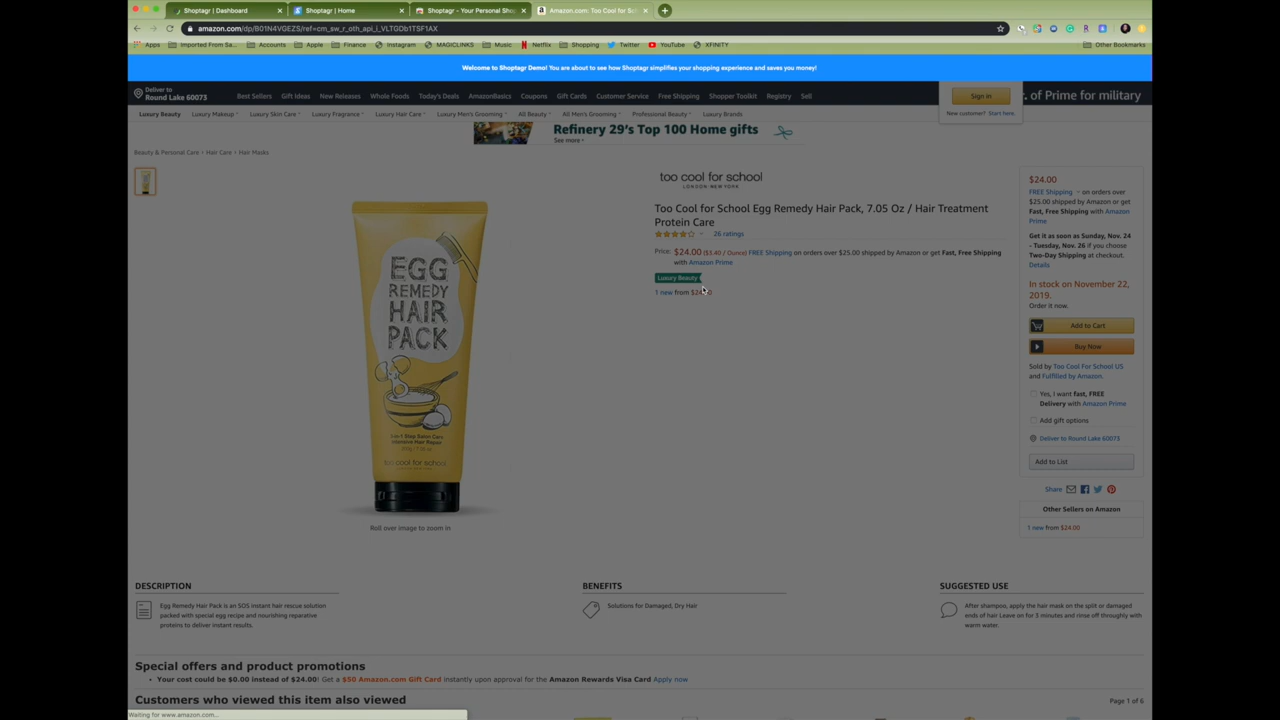 Shoptagr | Dashboard
Shoptagr | Home
Shoptagr - Your Personal Shop
Amazon.com: Too Cool for Sch
amazon.com/dp/B01N4VGEZS/ref=cm_sw_r_oth_api_i_VLTGDb1TSF1AX
Apps Imported From Sa... Accounts Apple Finance Instagram MAGICLINKS Music Netflix Shopping Twitter YouTube XFINITY Other Bookmarks
Welcome to Shoptagr Demo! You are about to see how Shoptagr simplifies your shopping experience and saves you money!
Deliver to
Round Lake 60073
Best Sellers Gift Ideas New Releases Whole Foods Today's Deals AmazonBasics Coupons Gift Cards Customer Service Free Shipping Shopper Toolkit Registry Sell
Sign in
New customer? Start here.
. of Prime for military
Luxury Beauty Luxury Makeup Luxury Skin Care Luxury Fragrance Luxury Hair Care Luxury Men's Grooming All Beauty All Men's Grooming Professional Beauty Luxury Brands
Refinery 29's Top 100 Home gifts
See more
Beauty & Personal Care › Hair Care › Hair Masks
EGG
REMEDY
HAIR
PACK
too cool for school
Roll over image to zoom in
too cool for school
LONDON NEW YORK
Too Cool for School Egg Remedy Hair Pack, 7.05 Oz / Hair Treatment
Protein Care
26 ratings
Price: $24.00 ($3.40 / Ounce) FREE Shipping on orders over $25.00 shipped by Amazon or get Fast, Free Shipping
with Amazon Prime
Luxury Beauty
1 new from $24.00
$24.00
FREE Shipping on orders over
$25.00 shipped by Amazon or get
Fast, Free Shipping with Amazon
Prime
Get it as soon as Sunday, Nov. 24
- Tuesday, Nov. 26 if you choose
Two-Day Shipping at checkout.
Details
In stock on November 22,
2019.
Order it now.
Add to Cart
Buy Now
Sold by Too Cool For School US
and Fulfilled by Amazon.
Yes, I want fast, FREE
Delivery with Amazon Prime
Add gift options
Deliver to Round Lake 60073
Add to List
Share
Other Sellers on Amazon
1 new from $24.00
DESCRIPTION
Egg Remedy Hair Pack is an SOS instant hair rescue solution
packed with special egg recipe and nourishing reparative
proteins to deliver instant results.
BENEFITS
Solutions for Damaged, Dry Hair
SUGGESTED USE
After shampoo, apply the hair mask on the split or damaged
ends of hair Leave on for 3 minutes and rinse off throughly with
warm water.
Special offers and product promotions
• Your cost could be $0.00 instead of $24.00! Get a $50 Amazon.com Gift Card instantly upon approval for the Amazon Rewards Visa Card Apply now
Customers who viewed this item also viewed
Page 1 of 6
Waiting for www.amazon.com...